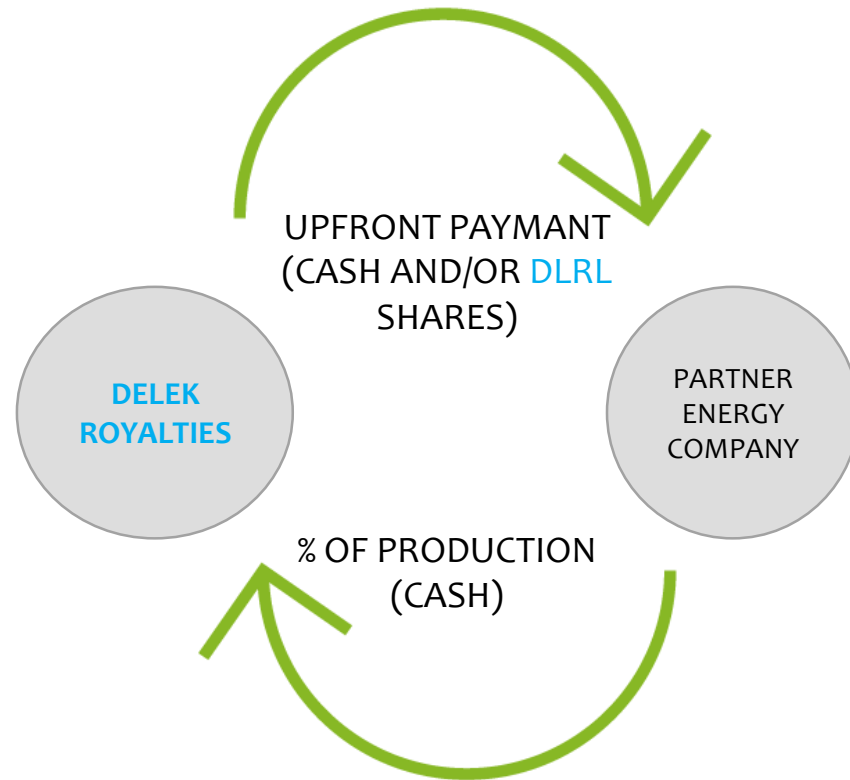 UPFRONT PAYMANT
(CASH AND/OR DLRL
SHARES)
DELEK
ROYALTIES
PARTNER
ENERGY
COMPANY
% OF PRODUCTION
(CASH)